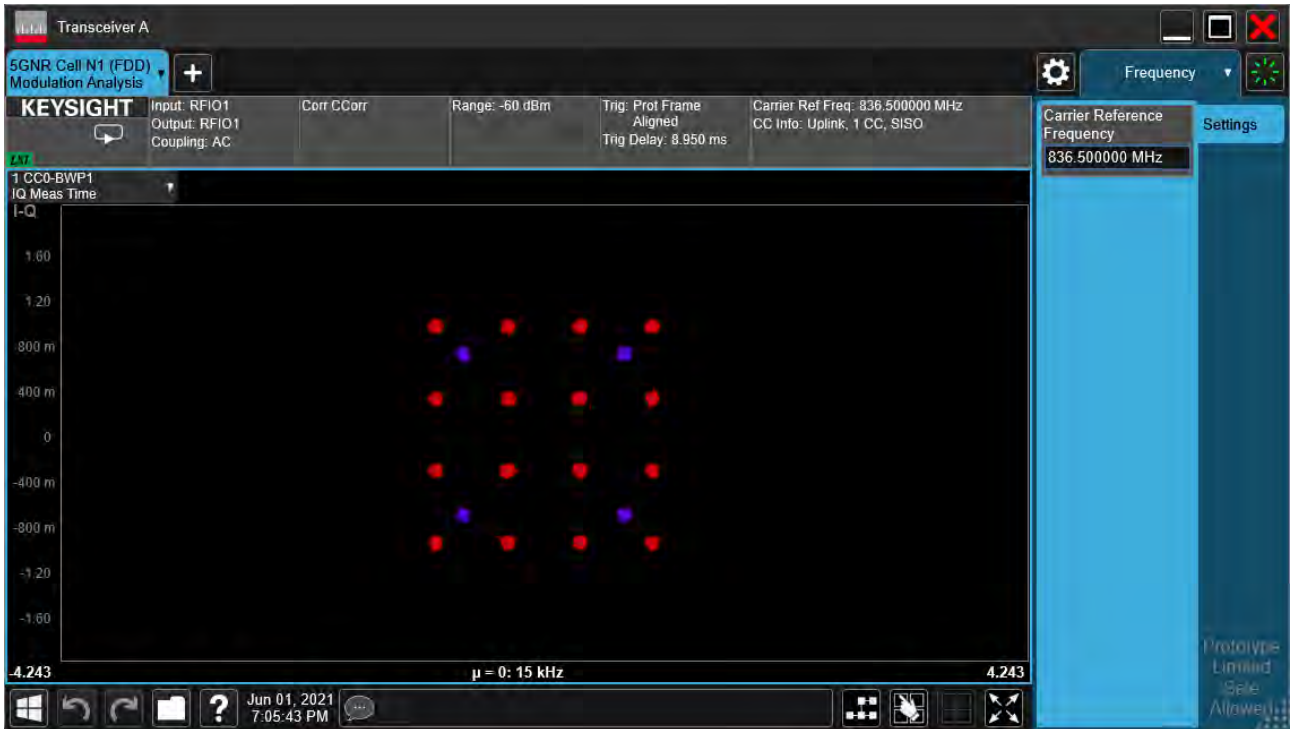 Transceiver A
5GNR Cell N1 (FDD)
Modulation Analysis
+
Frequency
KEYSIGHT
Input: RFIO1
Output: RFIO1
Coupling: AC
Corr CCorr
Range: -60 dBm
Trig: Prot Frame
Aligned
Trig Delay: 8.950 ms
Carrier Ref Freq: 836.500000 MHz
CC Info: Uplink, 1 CC, SISO
LXI
Carrier Reference
Frequency
836.500000 MHz
Settings
1 CC0-BWP1
IQ Meas Time
I-Q
1.60
1.20
800 m
400 m
0
-400 m
-800 m
-1.20
-1.60
-4.243
µ = 0: 15 kHz
4.243
Prototype
Limited
Sale
Allowed
?
Jun 01, 2021
7:05:43 PM